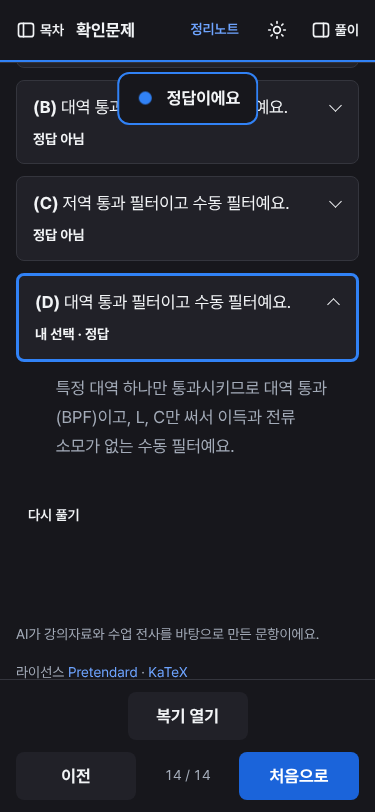 목차 확인문제 정리노트 풀이
정답이에요
(B) 대역 통과 예요.
정답 아님
(C) 저역 통과 필터이고 수동 필터예요.
정답 아님
(D) 대역 통과 필터이고 수동 필터예요.
내 선택 · 정답
특정 대역 하나만 통과시키므로 대역 통과
(BPF)이고, L, C만 써서 이득과 전류
소모가 없는 수동 필터예요.
다시 풀기
AI가 강의자료와 수업 전사를 바탕으로 만든 문항이에요.
라이선스 Pretendard · KaTeX
복기 열기
이전 14 / 14 처음으로